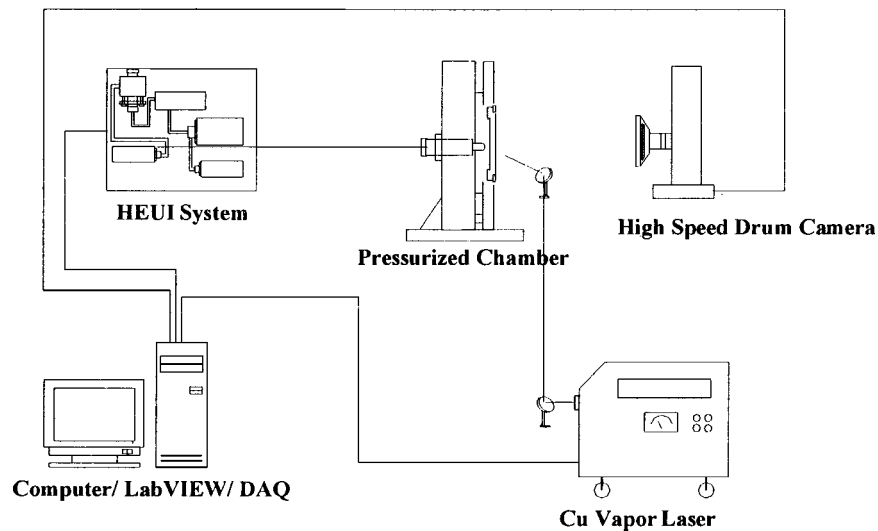 HEUI System
Pressurized Chamber
High Speed Drum Camera
Computer/ LabVIEW/ DAQ
Cu Vapor Laser